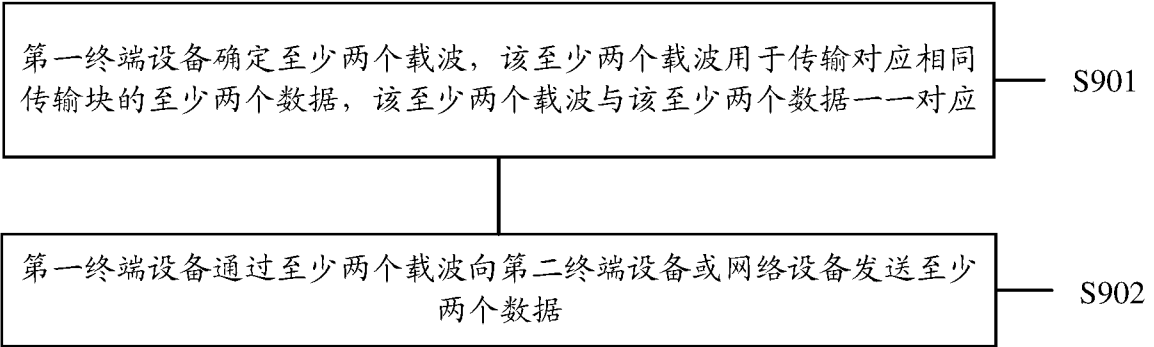 第一终端设备确定至少两个载波，该至少两个载波用于传输对应相同
传输块的至少两个数据，该至少两个载波与该至少两个数据一一对应
S901
第一终端设备通过至少两个载波向第二终端设备或网络设备发送至少
两个数据
S902